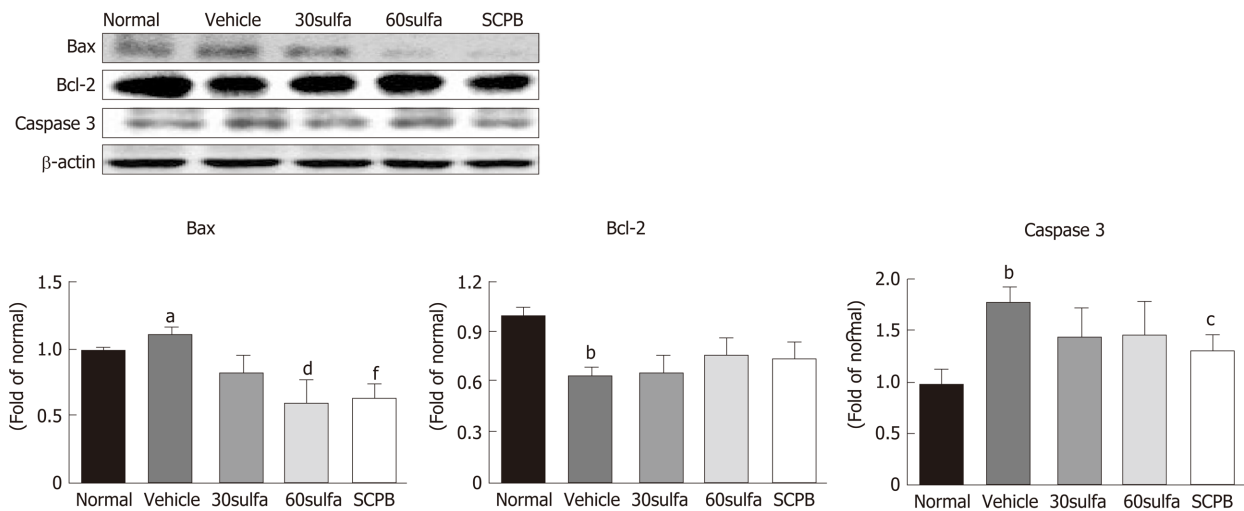 Normal Vehicle 30sulfa 60sulfa SCPB
Bax
Bcl-2
Caspase 3
β-actin
Bax
(Fold of normal)
1.5
1.0
0.5
0
a
d
f
Normal Vehicle 30sulfa 60sulfa SCPB
Bcl-2
(Fold of normal)
1.2
0.9
0.6
0.3
0
b
Normal Vehicle 30sulfa 60sulfa SCPB
Caspase 3
(Fold of normal)
2.0
1.5
1.0
0.5
0
b
c
Normal Vehicle 30sulfa 60sulfa SCPB